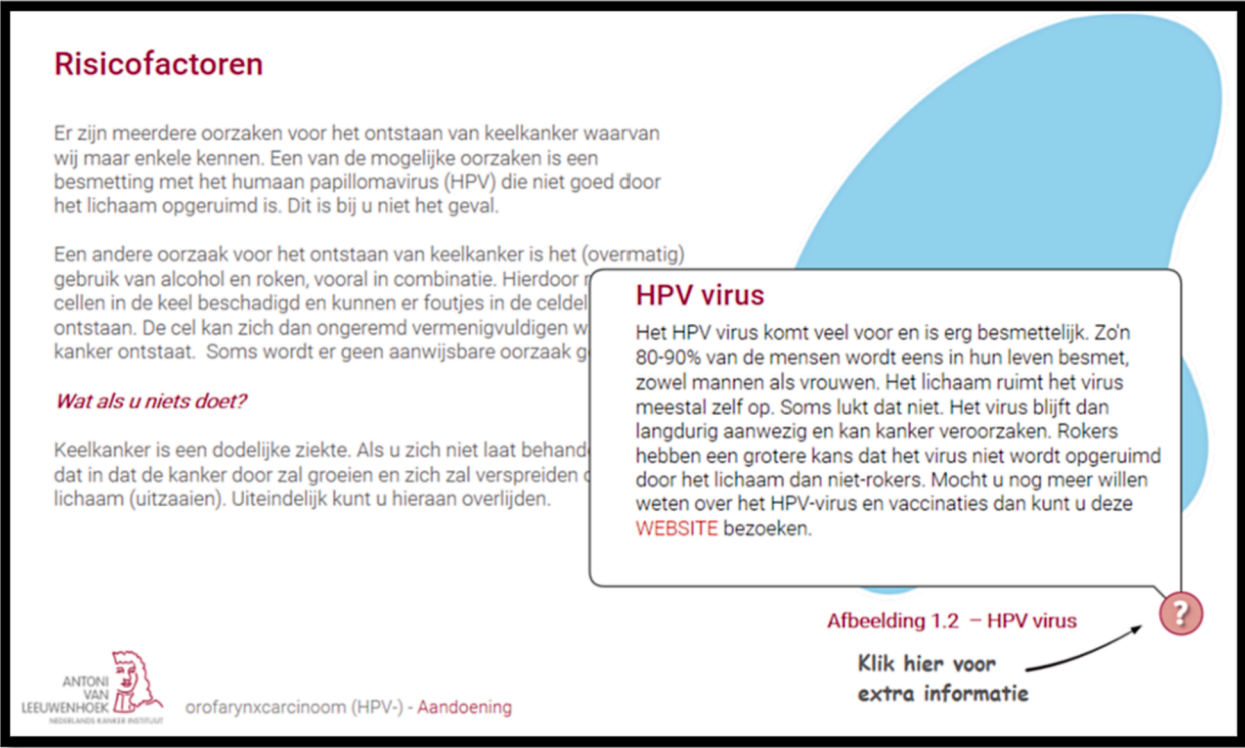 Risicofactoren
Er zijn meerdere oorzaken voor het ontstaan van keelkanker waarvan
wij maar enkele kennen. Een van de mogelijke oorzaken is een
besmetting met het humaan papillomavirus (HPV) die niet goed door
het lichaam opgeruimd is. Dit is bij u niet het geval.
Een andere oorzaak voor het ontstaan van keelkanker is het (overmatig)
gebruik van alcohol en roken, vooral in combinatie. Hierdoor
cellen in de keel beschadigd en kunnen er foutjes in de celdel
ontstaan. De cel kan zich dan ongeremd vermenigvuldigen w
kanker ontstaat. Soms wordt er geen aanwijsbare oorzaak g
Wat als u niets doet?
Keelkanker is een dodelijke ziekte. Als u zich niet laat behand
dat in dat de kanker door zal groeien en zich zal verspreiden
lichaam (uitzaaien). Uiteindelijk kunt u hieraan overlijden.
HPV virus
Het HPV virus komt veel voor en is erg besmettelijk. Zo'n
80-90% van de mensen wordt eens in hun leven besmet,
zowel mannen als vrouwen. Het lichaam ruimt het virus
meestal zelf op. Soms lukt dat niet. Het virus blijft dan
langdurig aanwezig en kan kanker veroorzaken. Rokers
hebben een grotere kans dat het virus niet wordt opgeruimd
door het lichaam dan niet-rokers. Mocht u nog meer willen
weten over het HPV-virus en vaccinaties dan kunt u deze
WEBSITE bezoeken.
?
Afbeelding 1.2 – HPV virus
Klik hier voor
extra informatie
ANTONI
VAN
LEEUWENHOEK
NEDERLANDS KANKER INSTITUUT
orofarynxcarcinoom (HPV-) - Aandoening